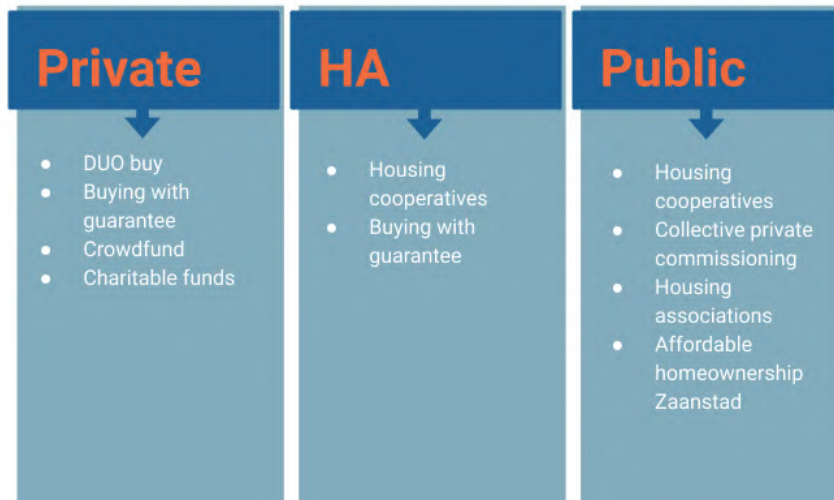 Private
● DUO buy
● Buying with
guarantee
● Crowdfund
● Charitable funds
HA
● Housing
cooperatives
● Buying with
guarantee
Public
● Housing
cooperatives
● Collective private
commissioning
● Housing
associations
● Affordable
homeownership
Zaanstad